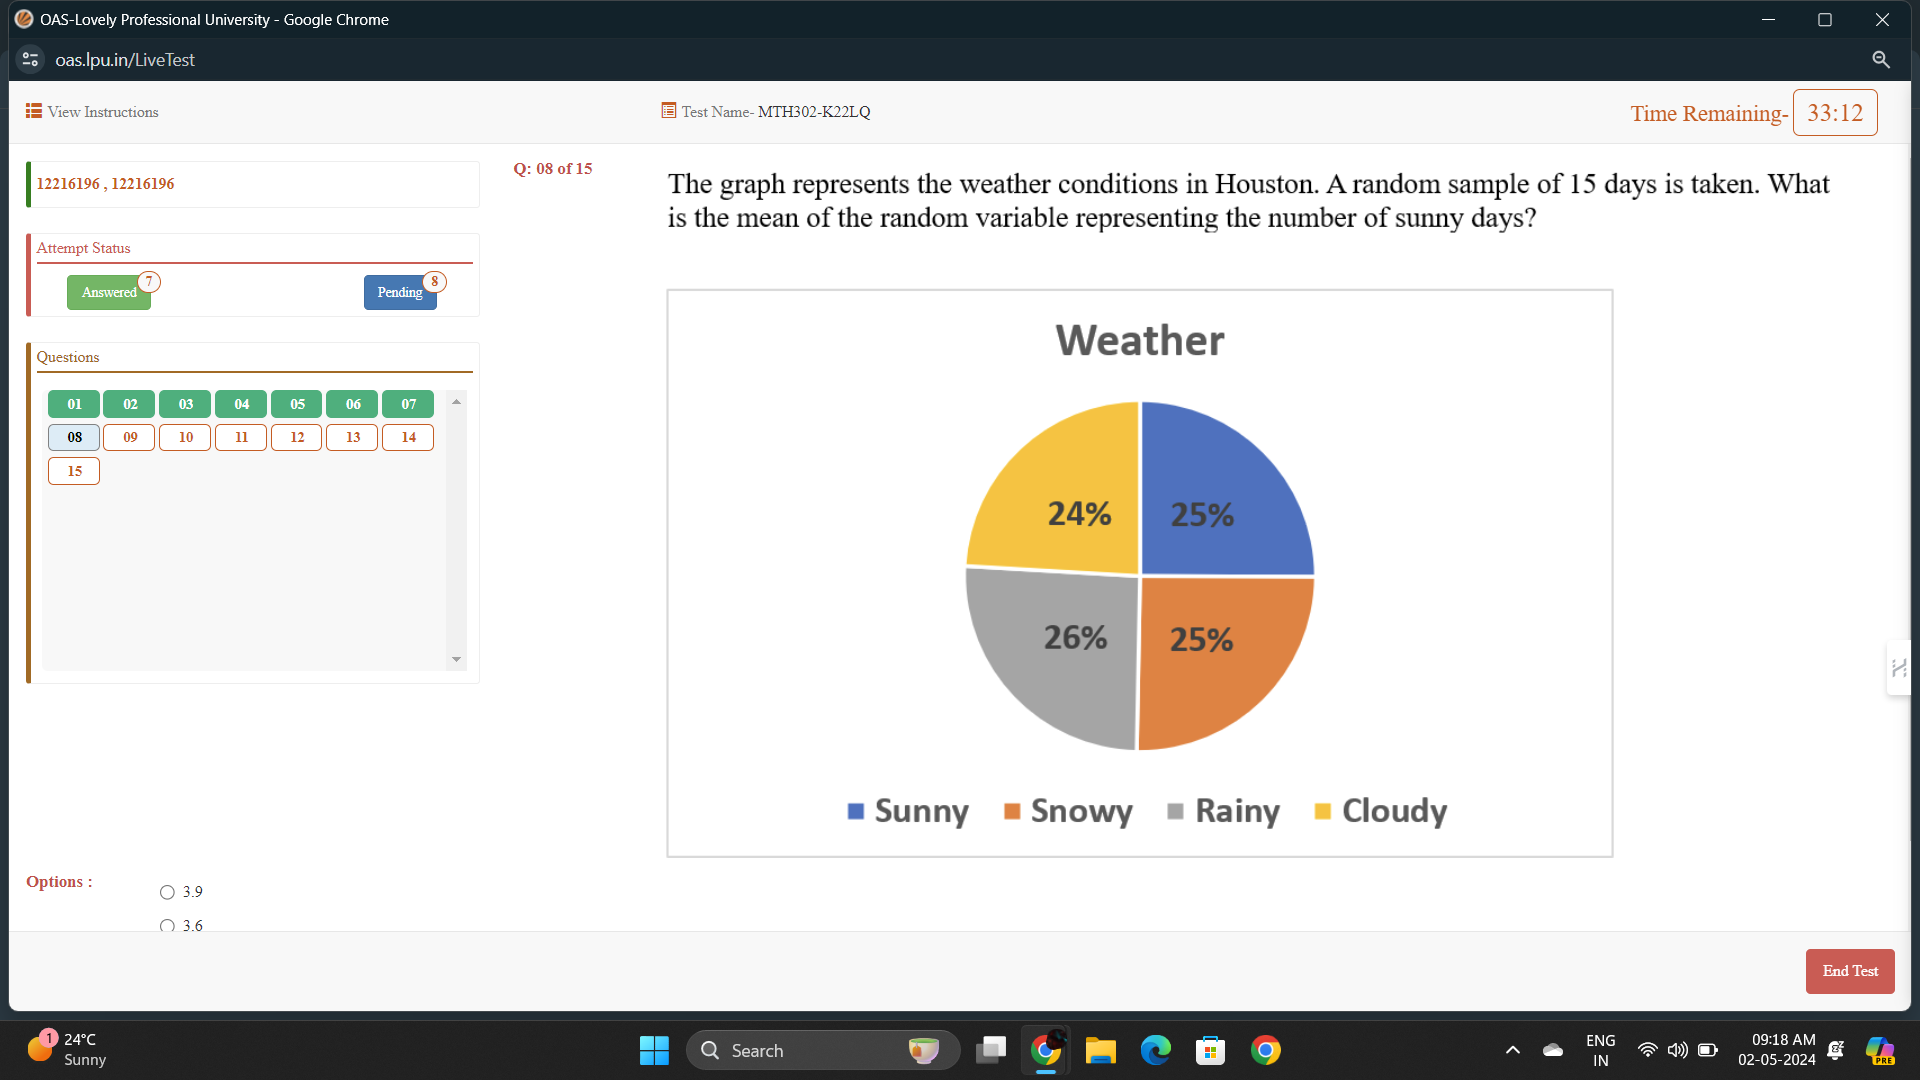 OAS-Lovely Professional University - Google Chrome
oas.lpu.in/LiveTest
View Instructions
Test Name- MTH302-K22LQ
Time Remaining- 33:12
12216196 , 12216196
Q: 08 of 15
The graph represents the weather conditions in Houston. A random sample of 15 days is taken. What
is the mean of the random variable representing the number of sunny days?
Attempt Status
Answered 7
Pending 8
Questions
01 02 03 04 05 06 07
08 09 10 11 12 13 14
15
Weather
24% 25%
26% 25%
Sunny Snowy Rainy Cloudy
Options :
3.9
3.6
End Test
1
24°C
Sunny
Search
ENG
IN
09:18 AM
02-05-2024
PRE